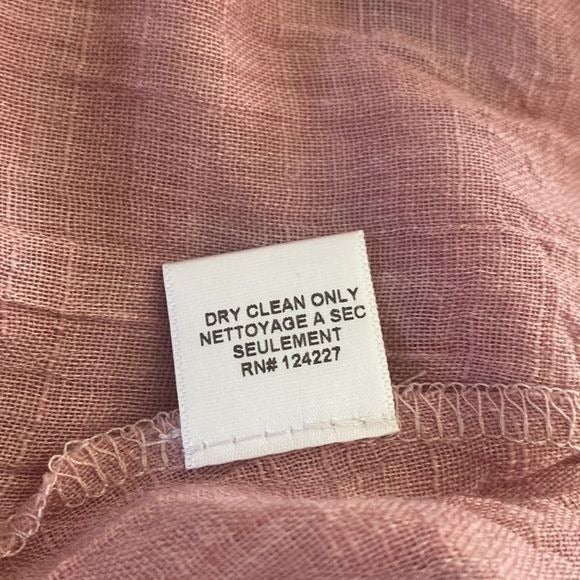 DRY CLEAN ONLY
NETTOYAGE A SEC
SEULEMENT
RN# 124227